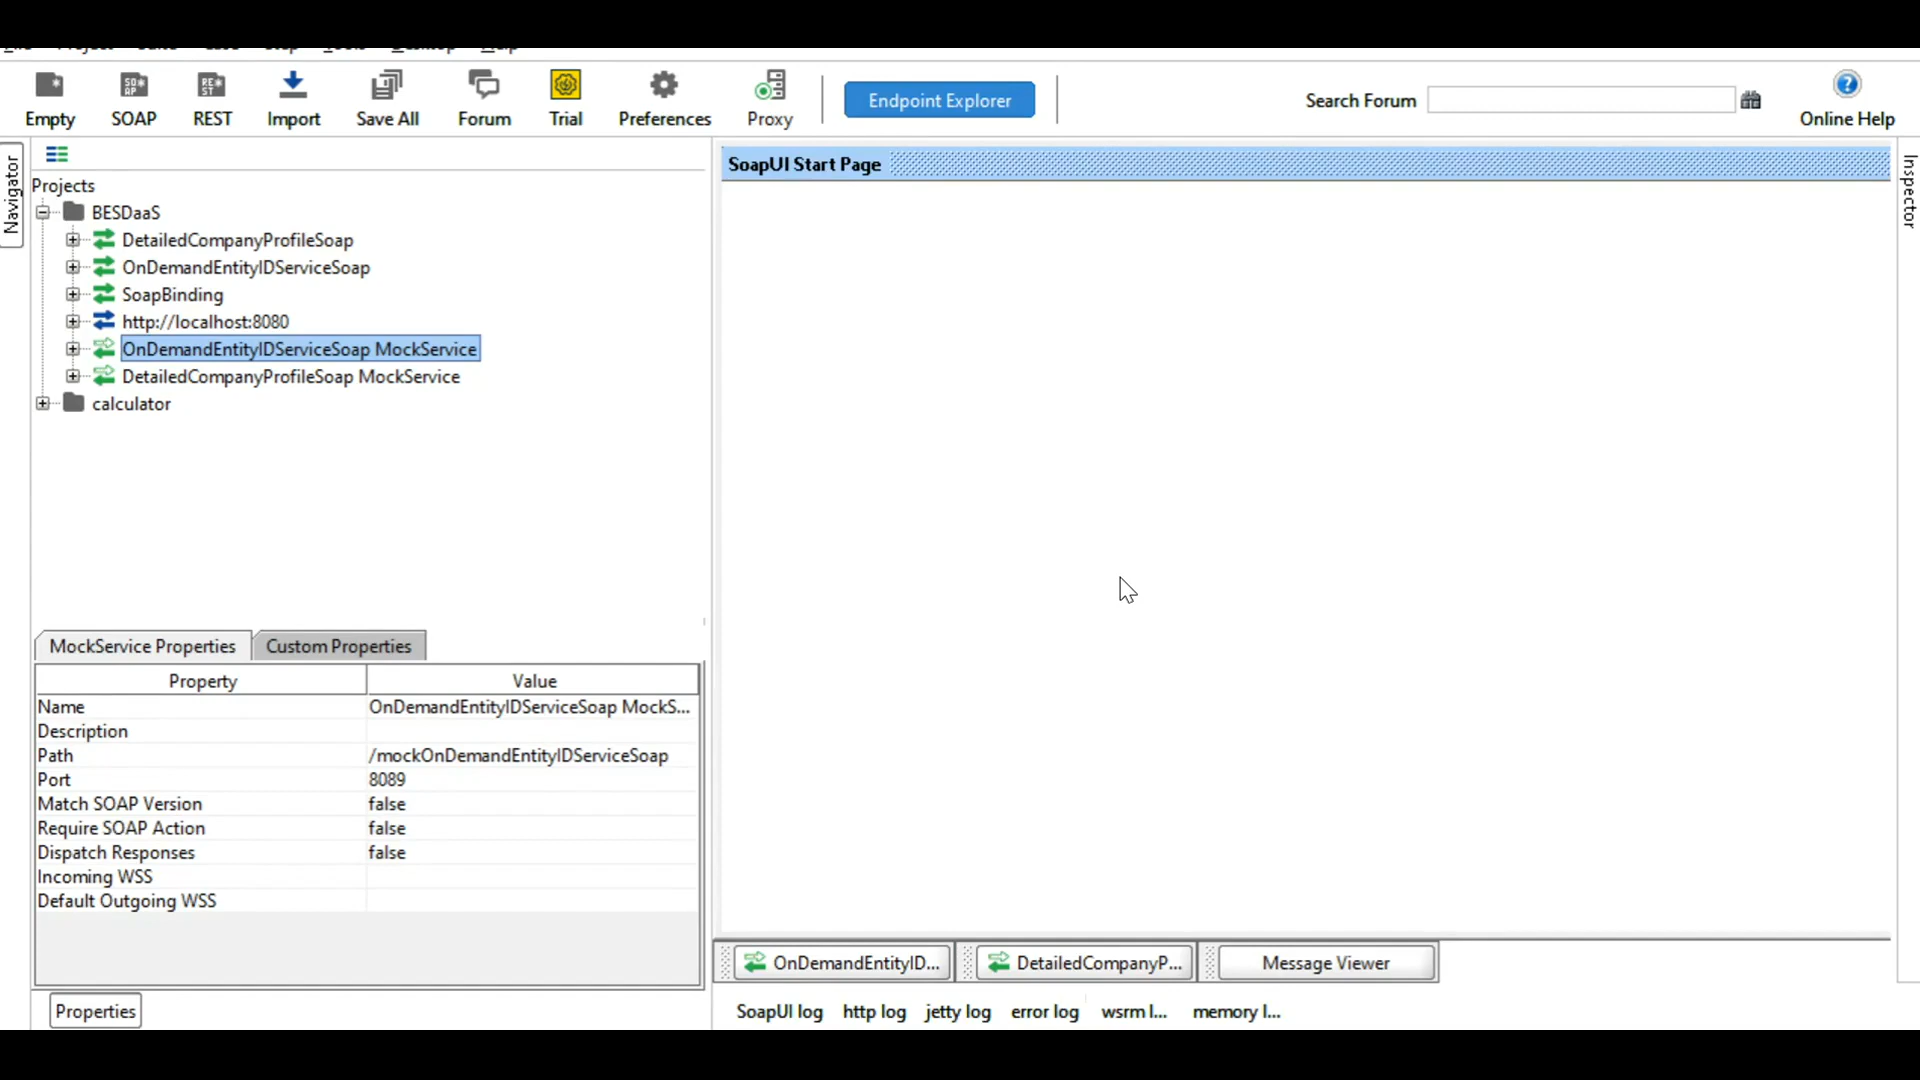 Empty SOAP REST Import Save All Forum Trial Preferences Proxy Endpoint Explorer Search Forum Online Help
Navigator
Inspector
Projects
BESDaaS
DetailedCompanyProfileSoap
OnDemandEntityIDServiceSoap
SoapBinding
http://localhost:8080
OnDemandEntityIDServiceSoap MockService
DetailedCompanyProfileSoap MockService
calculator
SoapUI Start Page
MockService Properties Custom Properties
Property Value
Name OnDemandEntityIDServiceSoap MockS...
Description
Path /mockOnDemandEntityIDServiceSoap
Port 8089
Match SOAP Version false
Require SOAP Action false
Dispatch Responses false
Incoming WSS
Default Outgoing WSS
Properties
OnDemandEntityID... DetailedCompanyP... Message Viewer
SoapUI log http log jetty log error log wsrm l... memory l...